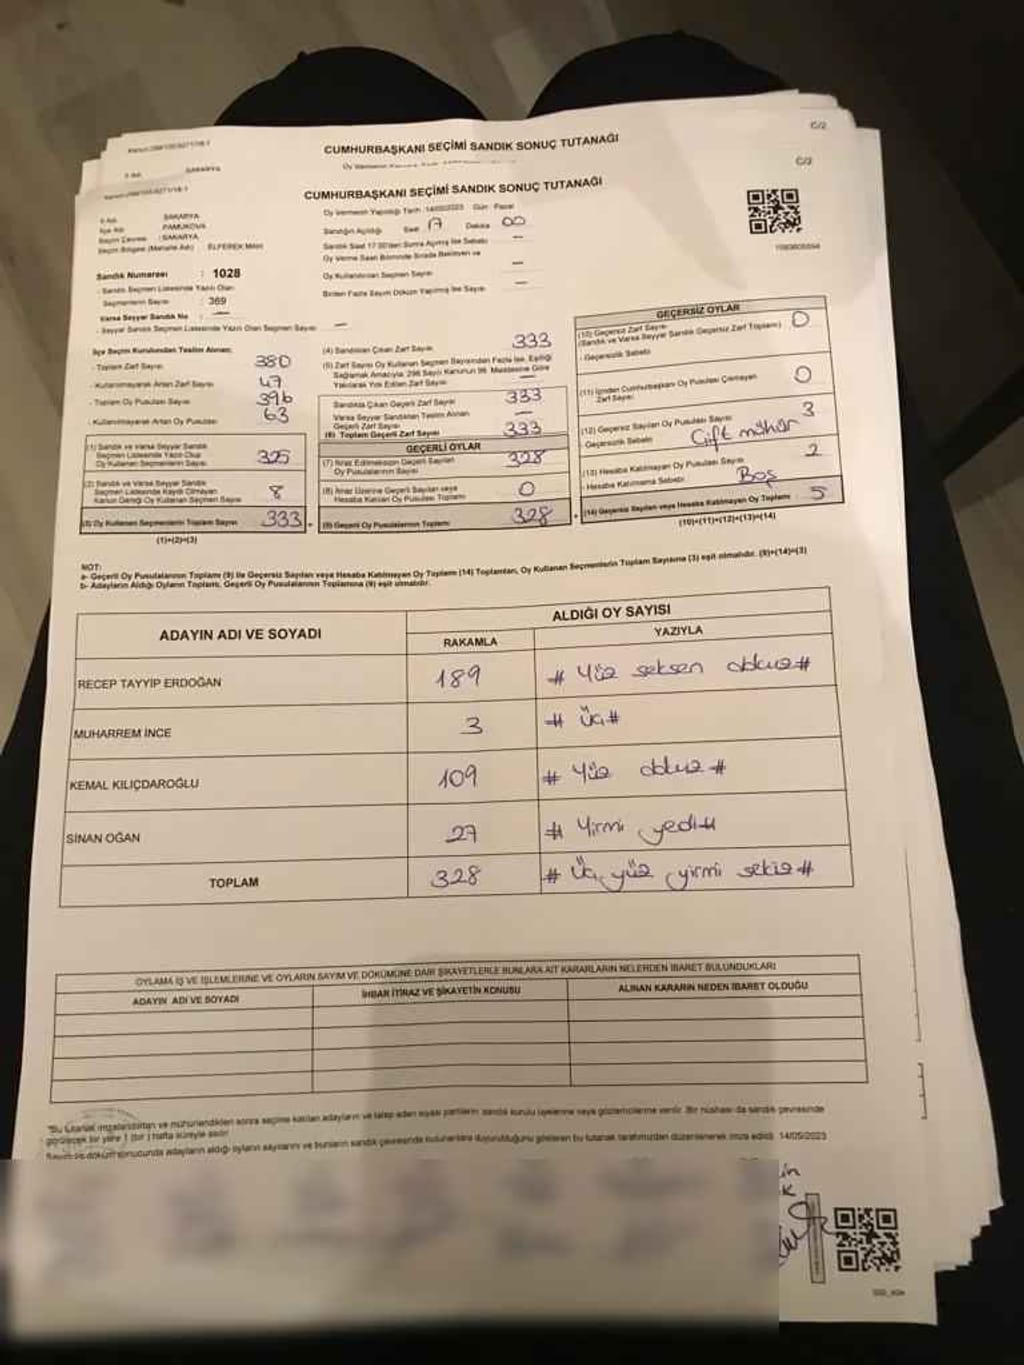 C/2
CUMHURBAŞKANI SEÇİMİ SANDIK SONUÇ TUTANAĞI
SAKARYA
C/2
CUMHURBAŞKANI SEÇİMİ SANDIK SONUÇ TUTANAĞI
Oy Vermenin Yapıldığı Tarih :14/05/2023 Gün : Pazar
Sandığın Açıldığı Saat 17 Dakika 00
Sandık Saat 17:00'den Sonra Açılmış İse Sebebi —
Oy Verme Saati Bitiminde Sırada Bekleyen ve
Oy Kullandırılan Seçmen Sayısı —
Birden Fazla Sayım Döküm Yapılmış İse Sayısı —
İl Adı SAKARYA
İlçe Adı PAMUKOVA
Seçim Çevresi : SAKARYA
Seçim Bölgesi (Mahalle Adı) : ELPEREK MAH.
Sandık Numarası : 1028
- Sandık Seçmen Listesinde Yazılı Olan
Seçmenlerin Sayısı : 369
Varsa Seyyar Sandık No : —
- Seyyar Sandık Seçmen Listesinde Yazılı Olan Seçmen Sayısı : —
İlçe Seçim Kurulundan Teslim Alınan;
- Toplam Zarf Sayısı 380
- Kullanılmayarak Artan Zarf Sayısı 47
- Toplam Oy Pusulası Sayısı 396
- Kullanılmayarak Artan Oy Pusulası 63
(1) Sandık ve Varsa Seyyar Sandık
Seçmen Listesinde Yazılı Olup
Oy Kullanan Seçmenlerin Sayısı 325
(2) Sandık ve Varsa Seyyar Sandık
Seçmen Listesinde Kaydı Olmayan
Kanun Gereği Oy Kullanan Seçmen Sayısı 8
(3) Oy Kullanan Seçmenlerin Toplam Sayısı 333
(1)+(2)=(3)
(4) Sandıktan Çıkan Zarf Sayısı 333
(5) Zarf Sayısı Oy Kullanan Seçmen Sayısından Fazla İse, Eşitliği
Sağlamak Amacıyla 298 Sayılı Kanunun 98. Maddesine Göre
Yakılarak Yok Edilen Zarf Sayısı —
Sandıkta Çıkan Geçerli Zarf Sayısı 333
Varsa Seyyar Sandıktan Teslim Alınan
Geçerli Zarf Sayısı —
(6) Toplam Geçerli Zarf Sayısı 333
GEÇERLİ OYLAR
(7) İtiraz Edilmeksizin Geçerli Sayılan
Oy Pusulalarının Sayısı 328
(8) İtiraz Üzerine Geçerli Sayılan veya
Hesaba Katılan Oy Pusulası Toplamı 0
(9) Geçerli Oy Pusulalarının Toplamı 328
GEÇERSİZ OYLAR
(10) Geçersiz Zarf Sayısı
(Sandık ve Varsa Seyyar Sandık Geçersiz Zarf Toplamı) 0
- Geçersizlik Sebebi
(11) İçinden Cumhurbaşkanı Oy Pusulası Çıkmayan
Zarf Sayısı 0
(12) Geçersiz Sayılan Oy Pusulası Sayısı 3
- Geçersizlik Sebebi Çift mühür
(13) Hesaba Katılmayan Oy Pusulası Sayısı 2
- Hesaba Katılmama Sebebi Boş
(14) Geçersiz Sayılan veya Hesaba Katılmayan Oy Toplamı 5
(10)+(11)+(12)+(13)=(14)
NOT:
a- Geçerli Oy Pusulalarının Toplamı (9) ile Geçersiz Sayılan veya Hesaba Katılmayan Oy Toplamı (14) Toplamları, Oy Kullanan Seçmenlerin Toplam Sayısına (3) eşit olmalıdır. (9)+(14)=(3)
b- Adayların Aldığı Oyların Toplamı, Geçerli Oy Pusulalarının Toplamına (9) eşit olmalıdır.
ADAYIN ADI VE SOYADI ALDIĞI OY SAYISI
RAKAMLA YAZIYLA
RECEP TAYYİP ERDOĞAN 189 # Yüz seksen dokuz #
MUHARREM İNCE 3 # Üç #
KEMAL KILIÇDAROĞLU 109 # Yüz dokuz #
SİNAN OĞAN 27 # Yirmi yedi #
TOPLAM 328 # Üç yüz yirmi sekiz #
OYLAMA İŞ VE İŞLEMLERİNE VE OYLARIN SAYIM VE DÖKÜMÜNE DAİR ŞİKAYETLERLE BUNLARA AİT KARARLARIN NELERDEN İBARET BULUNDUKLARI
ADAYIN ADI VE SOYADI İHBAR İTİRAZ VE ŞİKAYETİN KONUSU ALINAN KARARIN NEDEN İBARET OLDUĞU
"Bu tutanak imzalandıktan ve mühürlendikten sonra seçime katılan adayların ve talep eden siyasi partilerin sandık kurulu üyelerine veya gözlemcilerine verilir. Bir nüshası da sandık çevresinde
görülecek bir yere 1 (bir) hafta süreyle asılır."
Sayım ve döküm sonucunda adayların aldığı oyların sayılarını ve bunların sandık çevresinde bulunanlara duyurulduğunu gösteren bu tutanak tarafımızdan düzenlenerek imza edildi. 14/05/2023